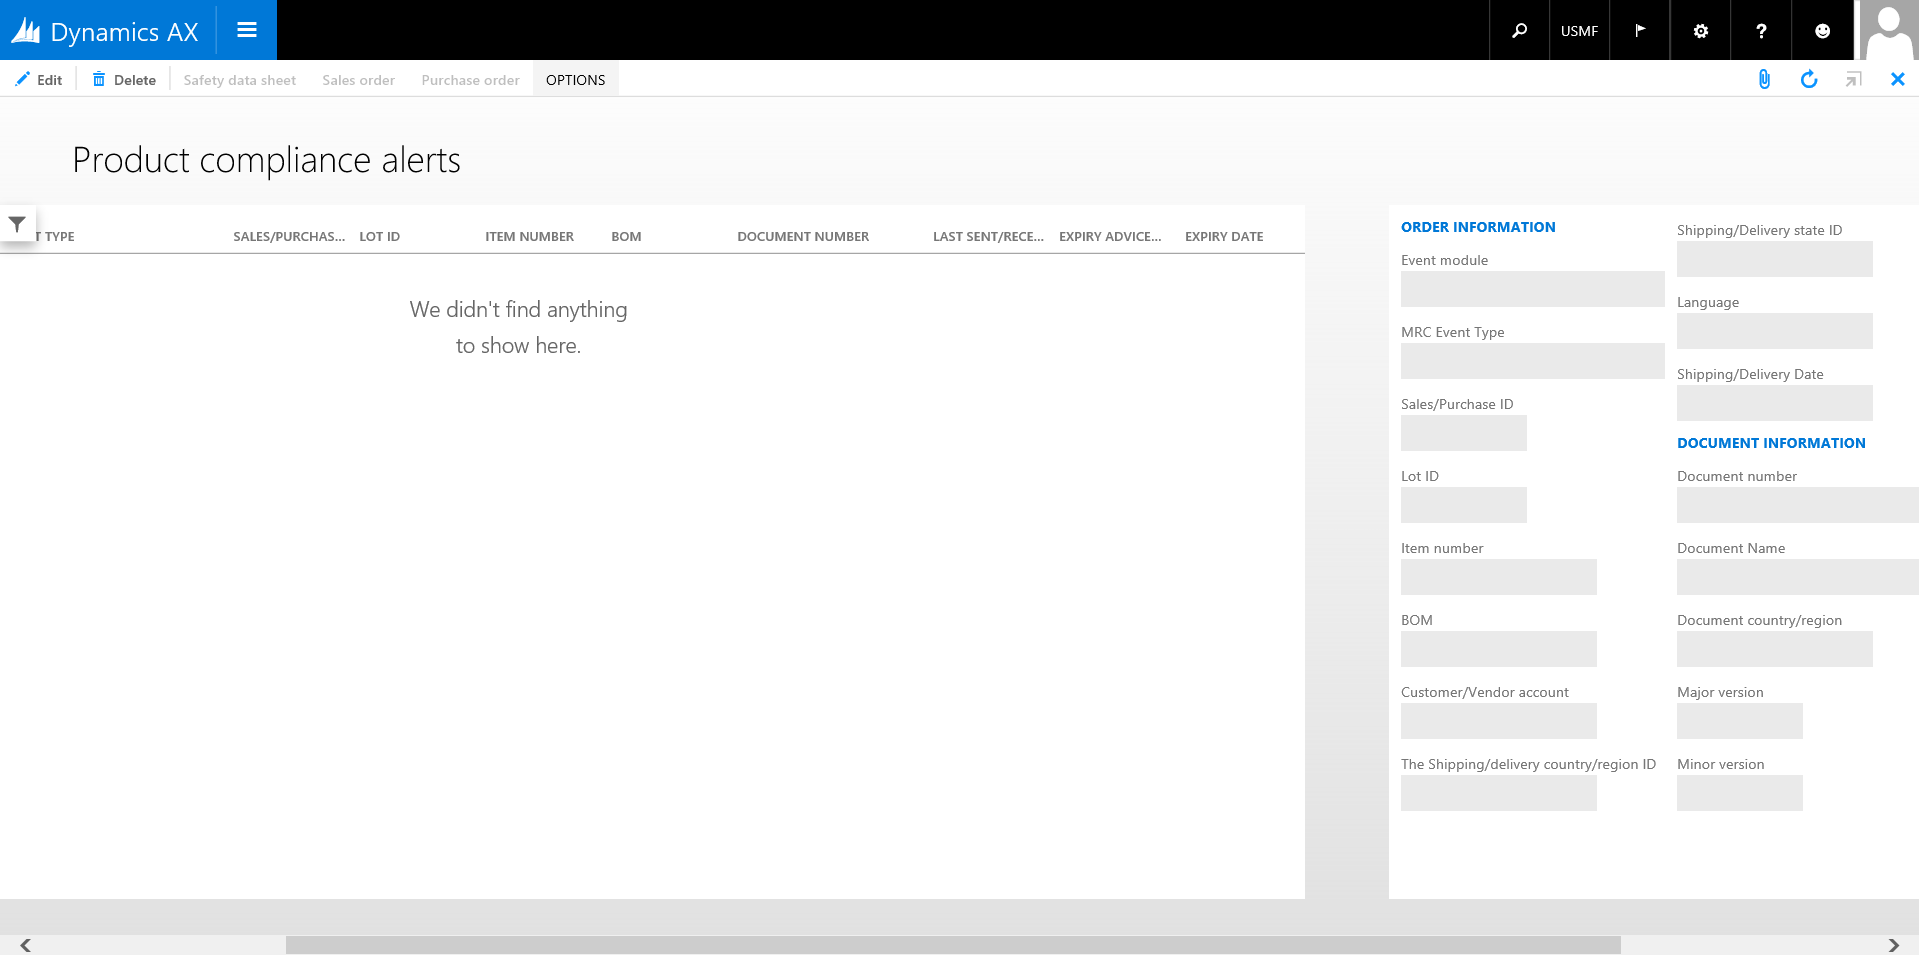 Dynamics AX
USMF
?
Edit
Delete
Safety data sheet
Sales order
Purchase order
OPTIONS
Product compliance alerts
T TYPE
SALES/PURCHAS...
LOT ID
ITEM NUMBER
BOM
DOCUMENT NUMBER
LAST SENT/RECE...
EXPIRY ADVICE...
EXPIRY DATE
We didn't find anything
to show here.
ORDER INFORMATION
Event module
MRC Event Type
Sales/Purchase ID
Lot ID
Item number
BOM
Customer/Vendor account
The Shipping/delivery country/region ID
Shipping/Delivery state ID
Language
Shipping/Delivery Date
DOCUMENT INFORMATION
Document number
Document Name
Document country/region
Major version
Minor version